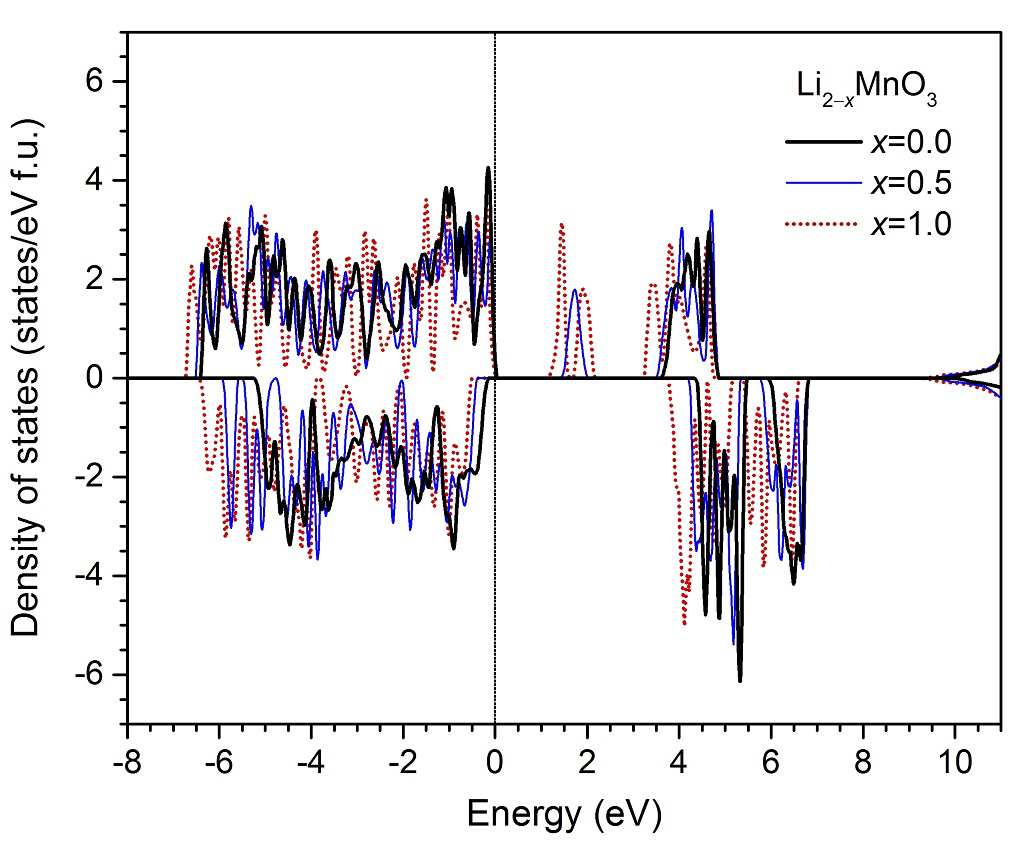 Density of states (states/eV f.u.)
6
4
2
0
-2
-4
-6
Li2−xMnO3
x=0.0
x=0.5
x=1.0
-8 -6 -4 -2 0 2 4 6 8 10
Energy (eV)